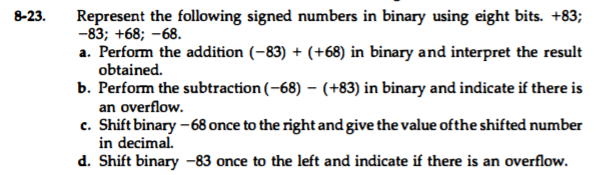 8-23. Represent the following signed numbers in binary using eight bits. +83;
−83; +68; −68.
a. Perform the addition (−83) + (+68) in binary and interpret the result
obtained.
b. Perform the subtraction (−68) − (+83) in binary and indicate if there is
an overflow.
c. Shift binary −68 once to the right and give the value of the shifted number
in decimal.
d. Shift binary −83 once to the left and indicate if there is an overflow.